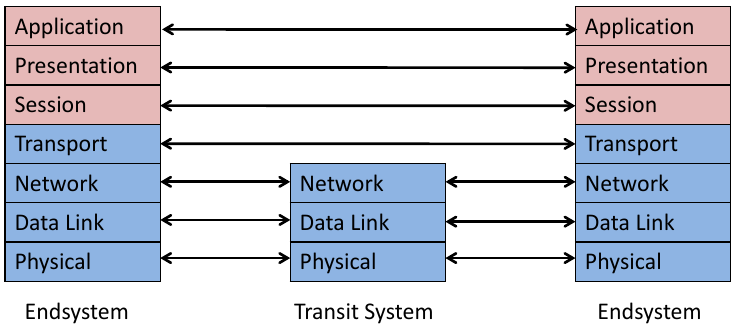 Application
Presentation
Session
Transport
Network
Data Link
Physical
Endsystem
Network
Data Link
Physical
Transit System
Application
Presentation
Session
Transport
Network
Data Link
Physical
Endsystem